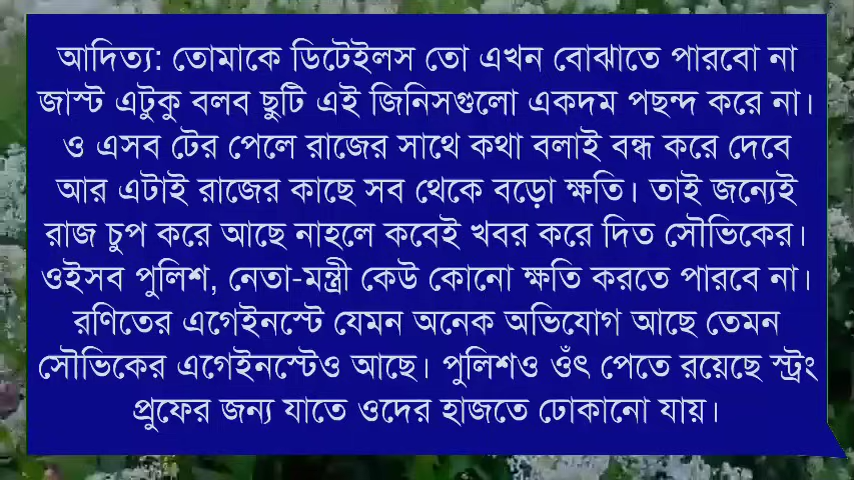 আদিত্য: তোমাকে ডিটেইলস তো এখন বোঝাতে পারবো না
জাস্ট এটুকু বলব ছুটি এই জিনিসগুলো একদম পছন্দ করে না।
ও এসব টের পেলে রাজের সাথে কথা বলাই বন্ধ করে দেবে
আর এটাই রাজের কাছে সব থেকে বড়ো ক্ষতি। তাই জন্যেই
রাজ চুপ করে আছে নাহলে কবেই খবর করে দিত সৌভিকের।
ওইসব পুলিশ, নেতা-মন্ত্রী কেউ কোনো ক্ষতি করতে পারবে না।
রণিতের এগেইনস্টে যেমন অনেক অভিযোগ আছে তেমন
সৌভিকের এগেইনস্টেও আছে। পুলিশও ওঁৎ পেতে রয়েছে স্ট্রং
প্রুফের জন্য যাতে ওদের হাজতে ঢোকানো যায়।